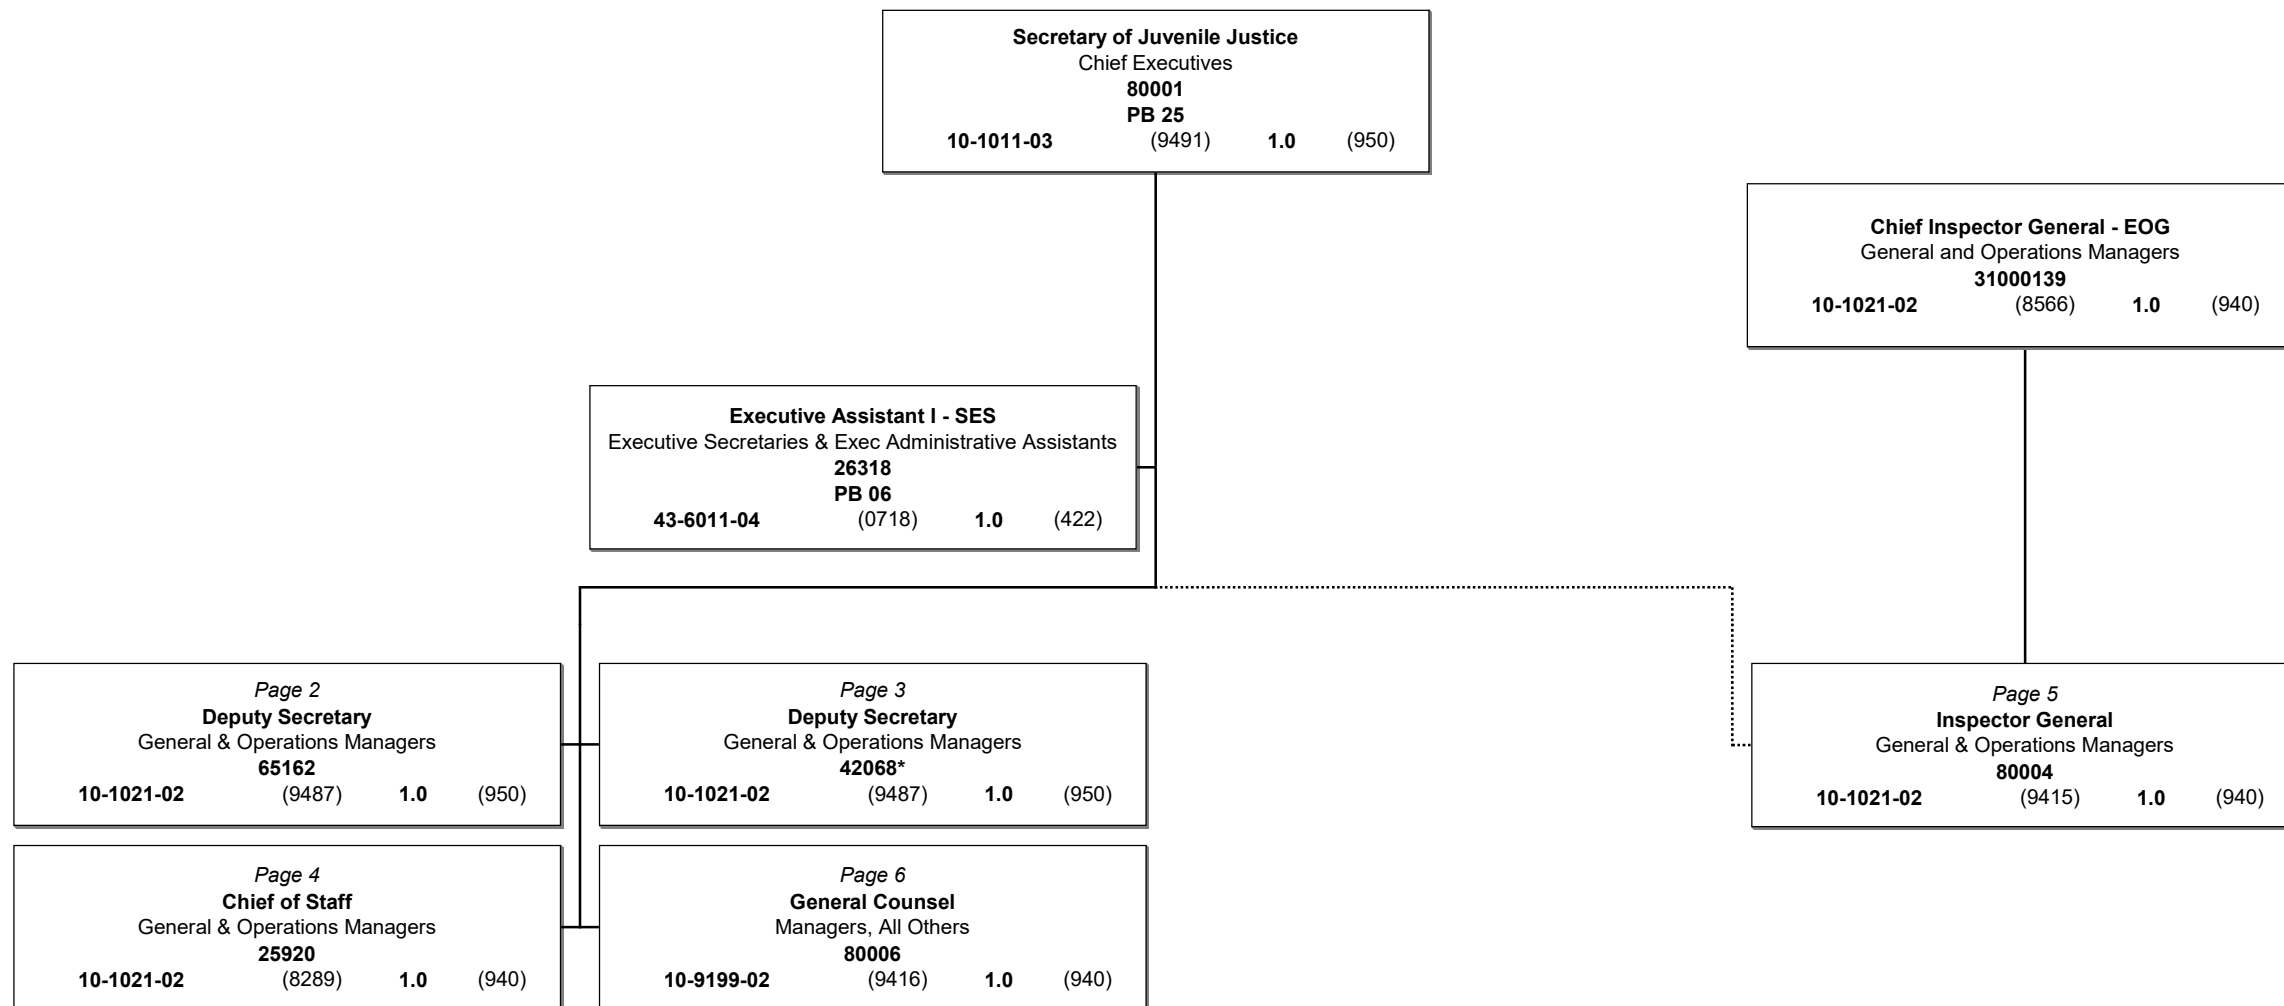 Secretary of Juvenile Justice
Chief Executives
80001
PB 25
10-1011-03 (9491) 1.0 (950)
Chief Inspector General - EOG
General and Operations Managers
31000139
10-1021-02 (8566) 1.0 (940)
Executive Assistant I - SES
Executive Secretaries & Exec Administrative Assistants
26318
PB 06
43-6011-04 (0718) 1.0 (422)
Page 2
Deputy Secretary
General & Operations Managers
65162
10-1021-02 (9487) 1.0 (950)
Page 3
Deputy Secretary
General & Operations Managers
42068*
10-1021-02 (9487) 1.0 (950)
Page 5
Inspector General
General & Operations Managers
80004
10-1021-02 (9415) 1.0 (940)
Page 4
Chief of Staff
General & Operations Managers
25920
10-1021-02 (8289) 1.0 (940)
Page 6
General Counsel
Managers, All Others
80006
10-9199-02 (9416) 1.0 (940)